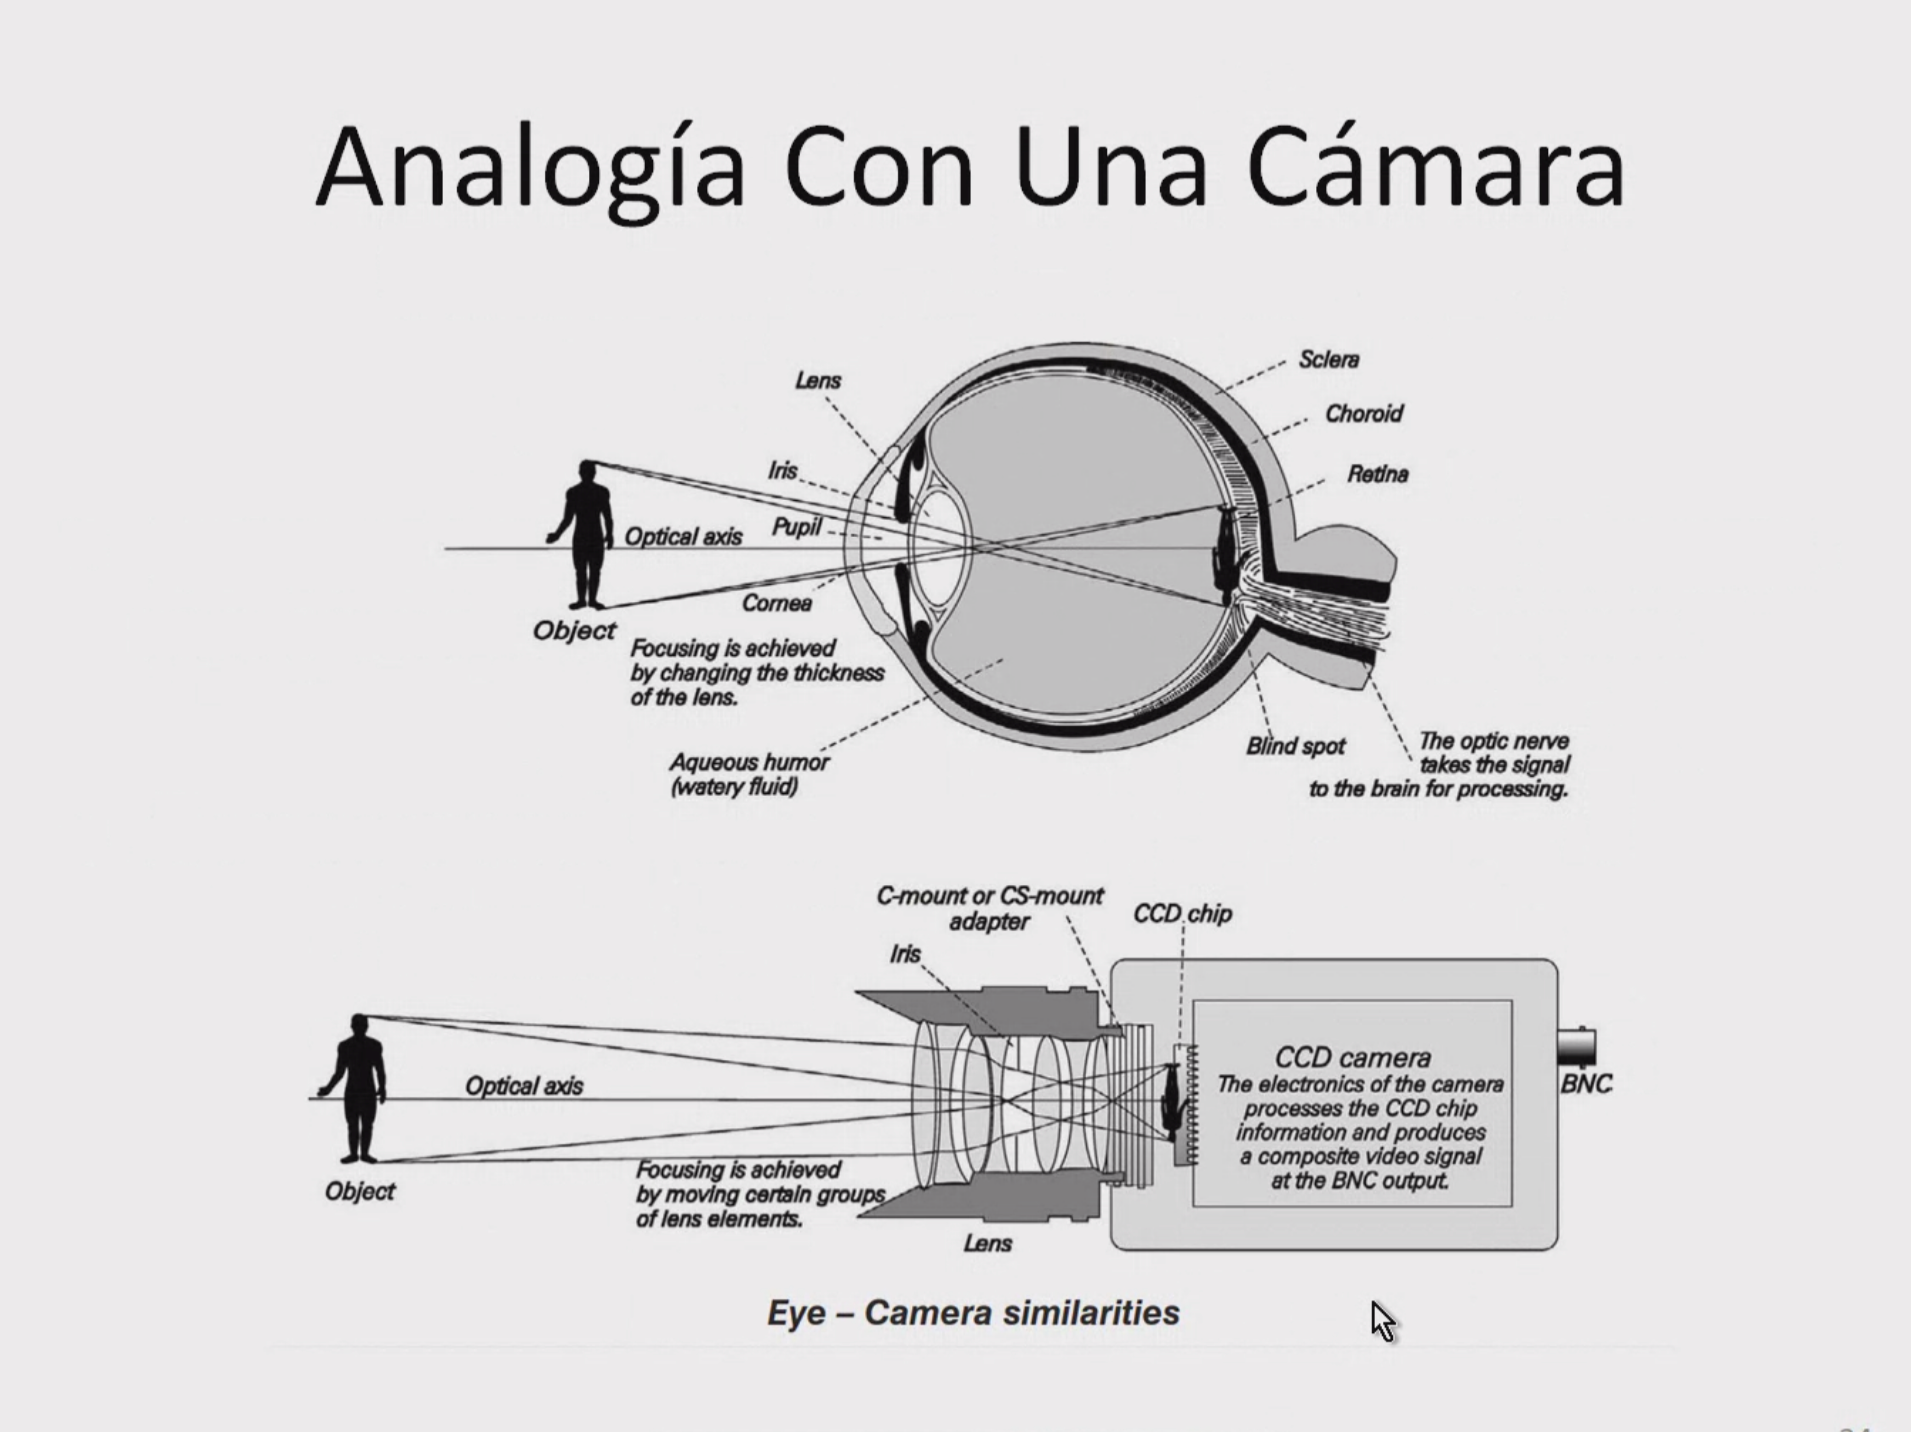 Analogía Con Una Cámara
Lens
Sclera
Choroid
Iris
Retina
Optical axis
Pupil
Cornea
Object
Focusing is achieved
by changing the thickness
of the lens.
Aqueous humor
(watery fluid)
Blind spot
The optic nerve
takes the signal
to the brain for processing.
C-mount or CS-mount
adapter
CCD chip
Iris
Optical axis
Object
Focusing is achieved
by moving certain groups
of lens elements.
Lens
CCD camera
The electronics of the camera
processes the CCD chip
information and produces
a composite video signal
at the BNC output.
BNC
Eye – Camera similarities